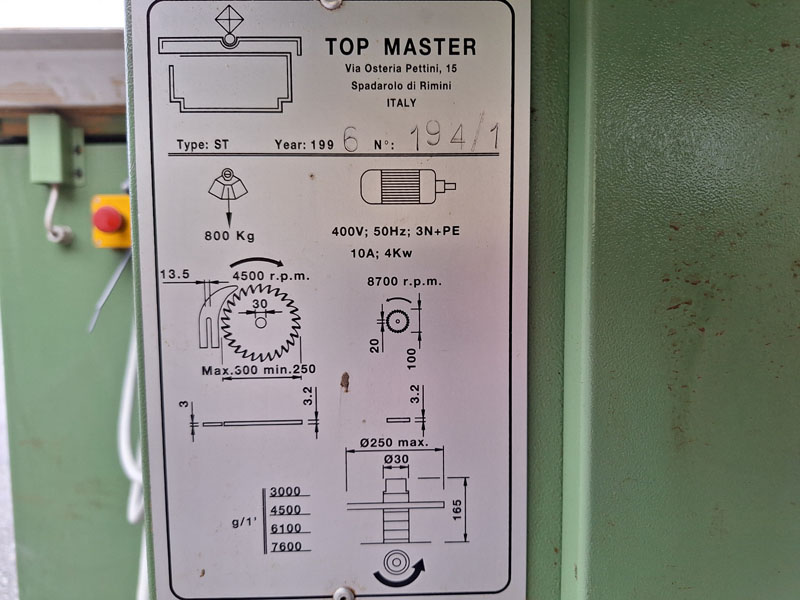 TOP MASTER
Via Osteria Pettini, 15
Spadarolo di Rimini
ITALY
Type: ST Year: 1996 N°: 194/1
800 Kg
400V; 50Hz; 3N+PE
10A; 4Kw
13.5 4500 r.p.m.
30
Max.300 min.250
8700 r.p.m.
20
100
3
3.2
3.2
Ø250 max.
Ø30
165
g/1'
3000
4500
6100
7600